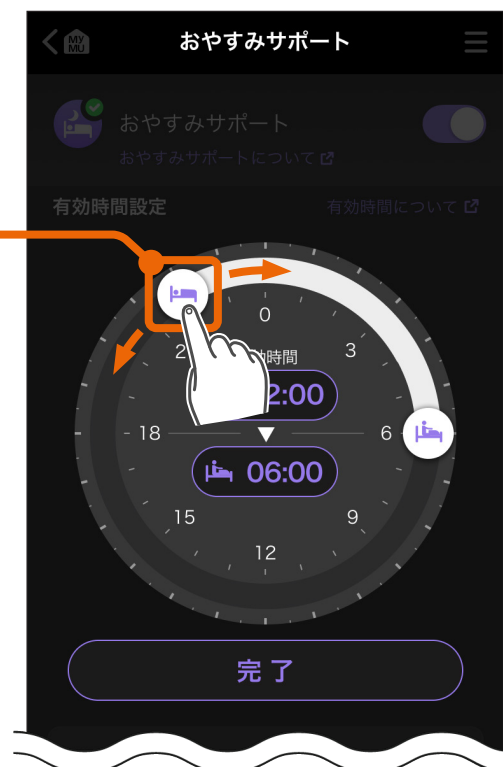 MY
MU
おやすみサポート
おやすみサポート
おやすみサポートについて
有効時間設定
有効時間について
0
3
6
9
12
15
18
2
時間
2:00
06:00
完了